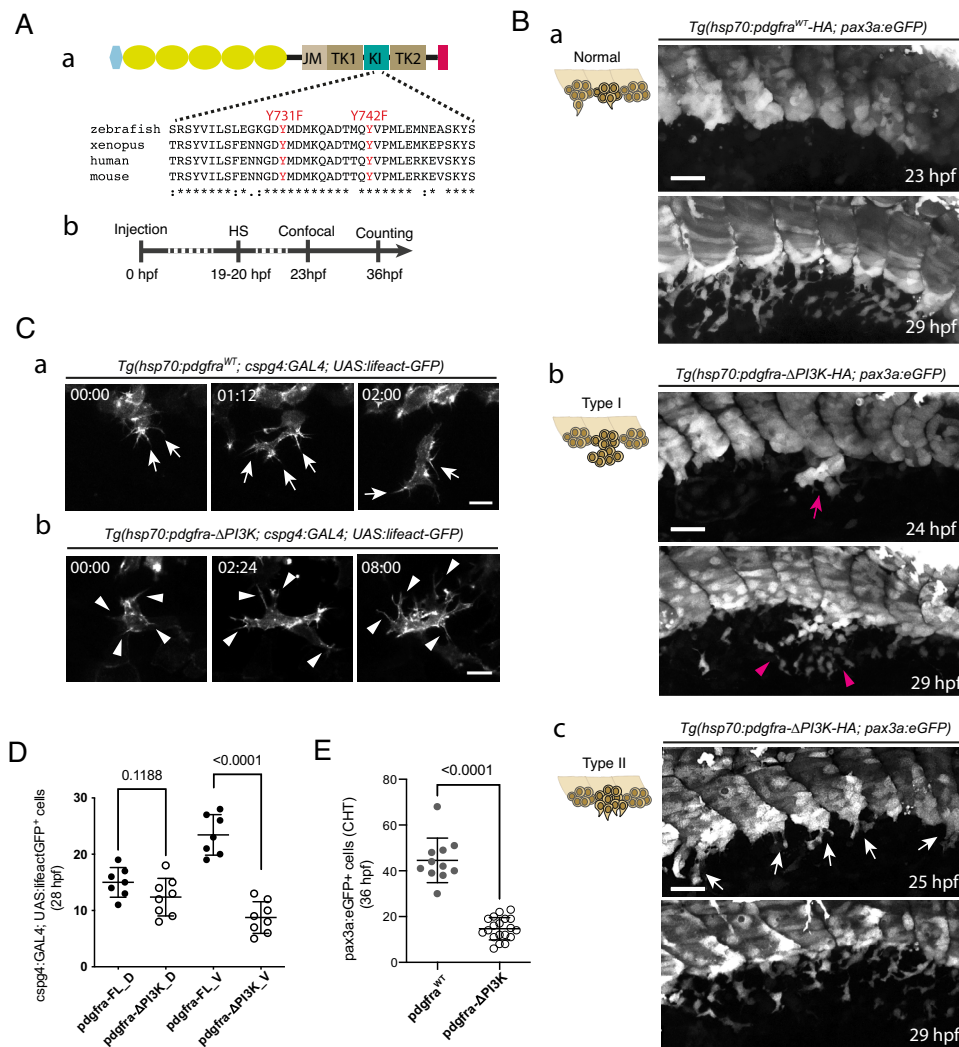 A
a
JM TK1 KI TK2
Y731F Y742F
zebrafish SRSYVILSLEGKGDYMDMKQADTMQYVPMLEMNEASKYS
xenopus TRSYVILSFENNGDYMDMKQADTMQYVPMLEMKEPSKYS
human TRSYVILSFENNGDYMDMKQADTTQYVPMLERKEVSKYS
mouse TRSYVILSFENNGDYMDMKQADTTQYVPMLERKEVSKYS
b
Injection HS Confocal Counting
0 hpf 19-20 hpf 23hpf 36hpf
B
Tg(hsp70:pdgfraWT-HA; pax3a:eGFP)
a
Normal
23 hpf
29 hpf
b
Tg(hsp70:pdgfra-ΔPI3K-HA; pax3a:eGFP)
Type I
24 hpf
29 hpf
c
Tg(hsp70:pdgfra-ΔPI3K-HA; pax3a:eGFP)
Type II
25 hpf
29 hpf
C
a
Tg(hsp70:pdgfraWT; cspg4:GAL4; UAS:lifeact-GFP)
00:00 01:12 02:00
b
Tg(hsp70:pdgfra-ΔPI3K; cspg4:GAL4; UAS:lifeact-GFP)
00:00 02:24 08:00
D
cspg4:GAL4; UAS:lifeactGFP+ cells
(28 hpf)
0.1188
<0.0001
30
20
10
0
pdgfra-FL_D
pdgfra-ΔPI3K_D
pdgfra-FL_V
pdgfra-ΔPI3K_V
E
pax3a:eGFP+ cells (CHT)
(36 hpf)
<0.0001
80
60
40
20
0
pdgfraWT
pdgfra-ΔPI3K